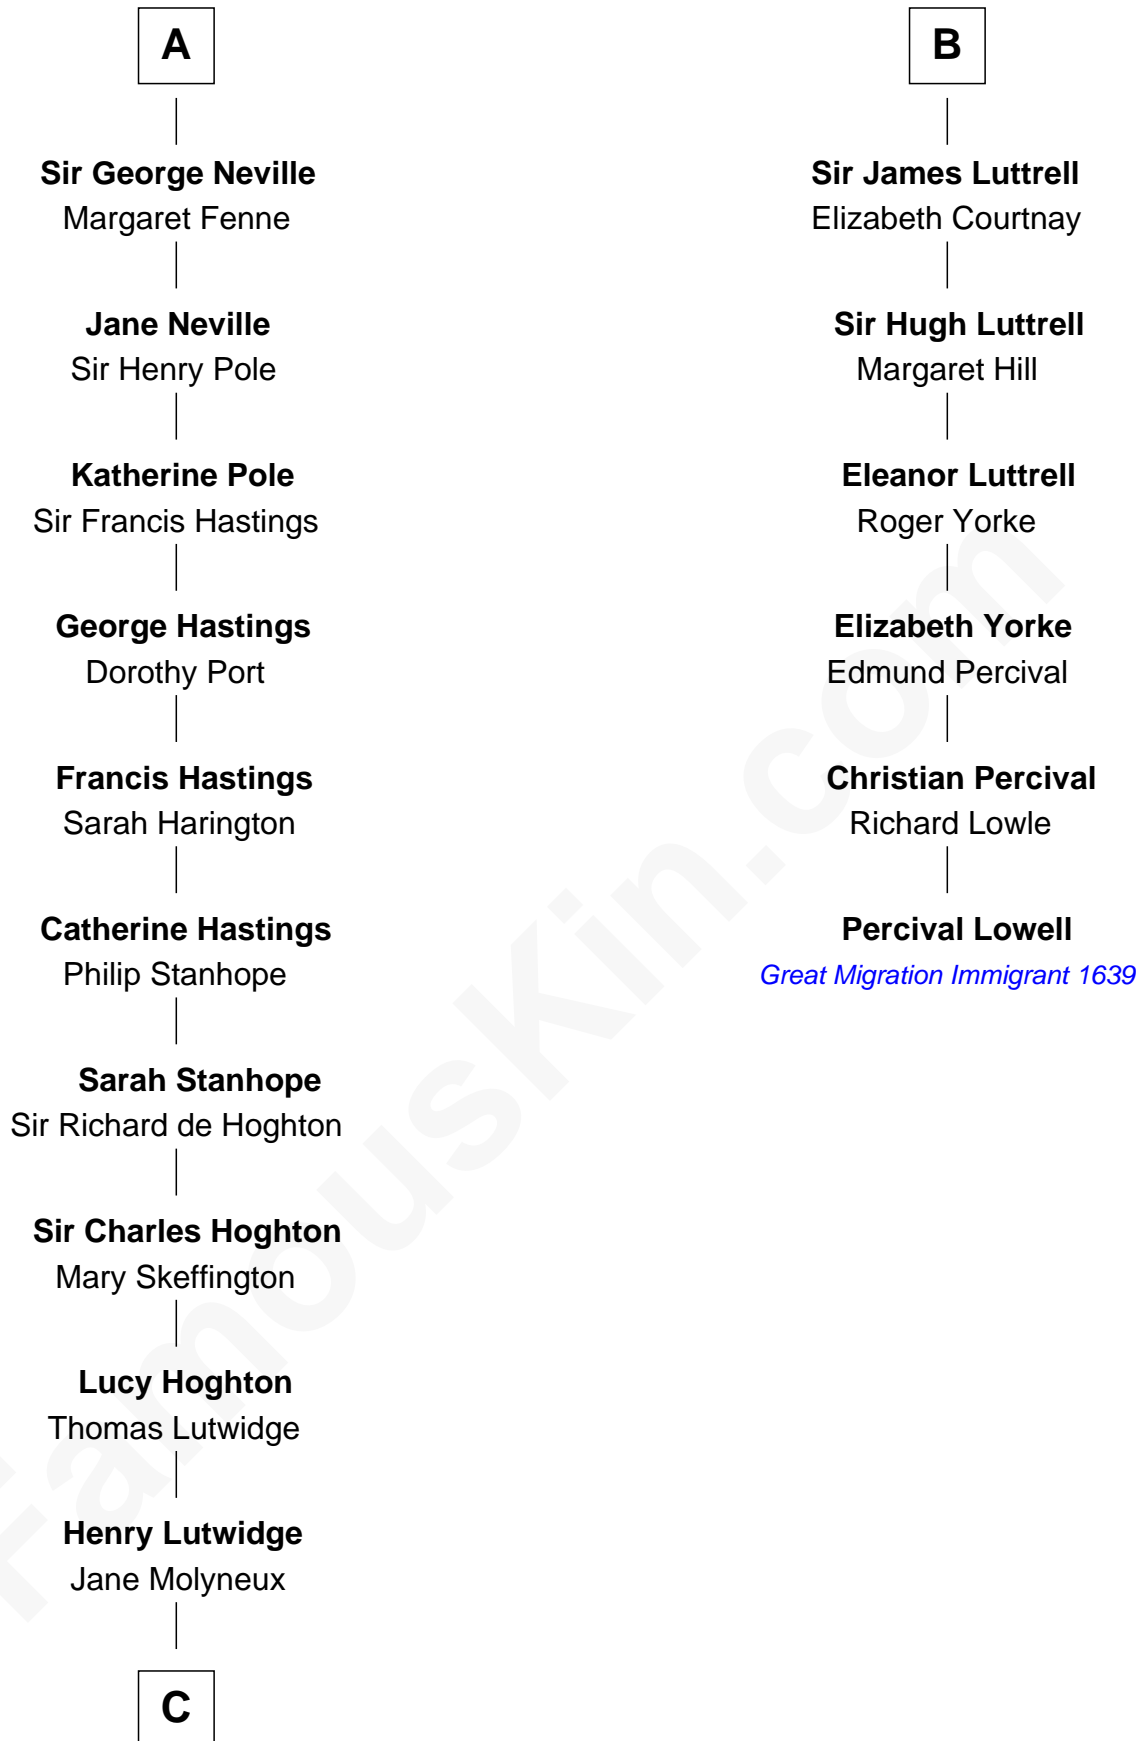 A
Sir George Neville
Margaret Fenne
Jane Neville
Sir Henry Pole
Katherine Pole
Sir Francis Hastings
George Hastings
Dorothy Port
Francis Hastings
Sarah Harington
Catherine Hastings
Philip Stanhope
Sarah Stanhope
Sir Richard de Hoghton
Sir Charles Hoghton
Mary Skeffington
Lucy Hoghton
Thomas Lutwidge
Henry Lutwidge
Jane Molyneux
C
B
Sir James Luttrell
Elizabeth Courtnay
Sir Hugh Luttrell
Margaret Hill
Eleanor Luttrell
Roger Yorke
Elizabeth Yorke
Edmund Percival
Christian Percival
Richard Lowle
Percival Lowell
Great Migration Immigrant 1639
FamousKin.com